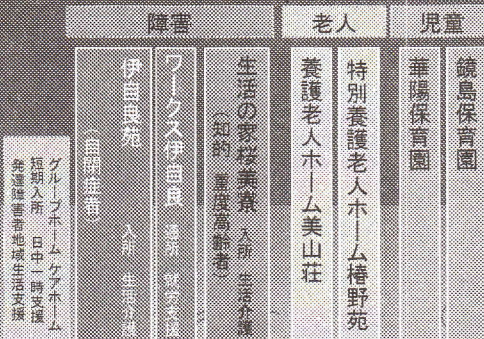 障害
老人
児童
鏡島保育園
華陽保育園
特別養護老人ホーム椿野苑
養護老人ホーム美山荘
生活の家桜美寮 入所 生活介護
（知的 重度高齢者）
ワークス伊自良 通所 就労支援
伊自良苑
（自閉症者） 入所 生活介護
グループホーム ケアホーム
短期入所 日中一時支援
発達障害者地域生活支援